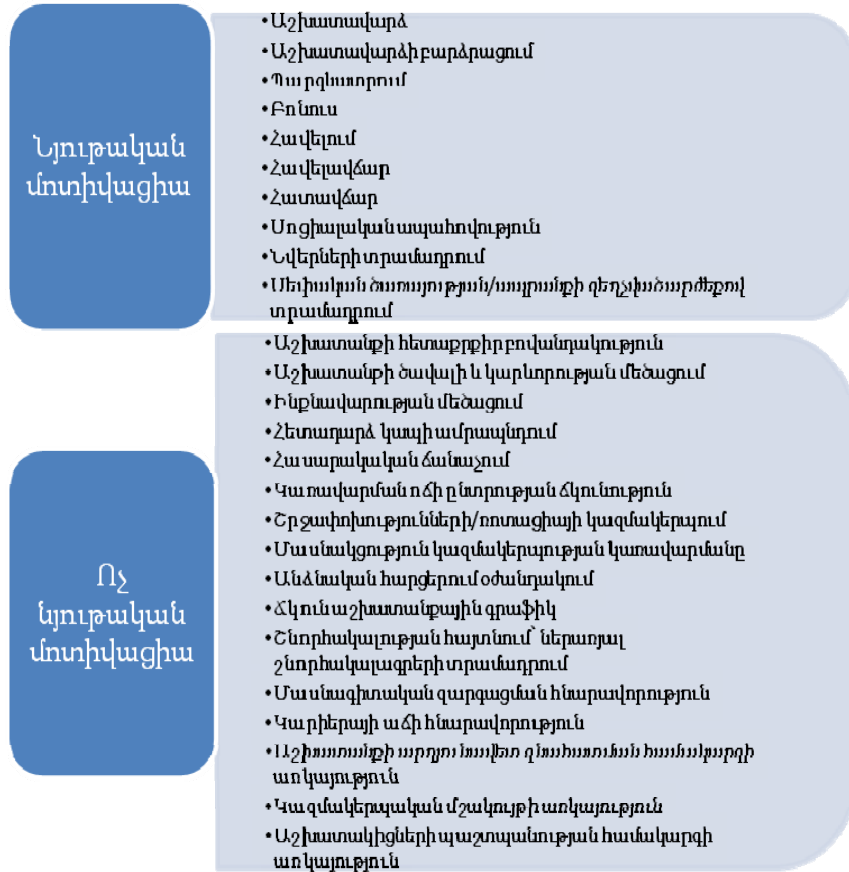 Նյութական
մոտիվացիա
•Աշխատավարձ
•Աշխատավարձի բարձրացում
•Պարգևատրում
•Բոնուս
•Հավելում
•Հավելավճար
•Հատավճար
•Սոցիալական ապահովություն
•Նվերների տրամադրում
•Սեփական ծառայության/ապրանքի զեղչված արժեքով
տրամադրում
Ոչ
նյութական
մոտիվացիա
•Աշխատանքի հետաքրքիր բովանդակություն
•Աշխատանքի ծավալի և կարևորության մեծացում
•Ինքնավարության մեծացում
•Հետադարձ կապի ամրապնդում
•Հասարակական ճանաչում
•Կառավարման ոճի ընտրության ճկունություն
•Շրջափոխությունների/ռոտացիայի կազմակերպում
•Մասնակցություն կազմակերպության կառավարմանը
•Անձնական հարցերում օժանդակում
•Ճկուն աշխատանքային գրաֆիկ
•Շնորհակալության հայտնում՝ ներառյալ
շնորհակալագրերի տրամադրում
•Մասնագիտական զարգացման հնարավորություն
•Կարիերայի աճի հնարավորություն
•Աշխատանքի արդյունավետ գնահատման համակարգի
առկայություն
•Կազմակերպական մշակույթի առկայություն
•Աշխատակիցների պաշտպանության համակարգի
առկայություն